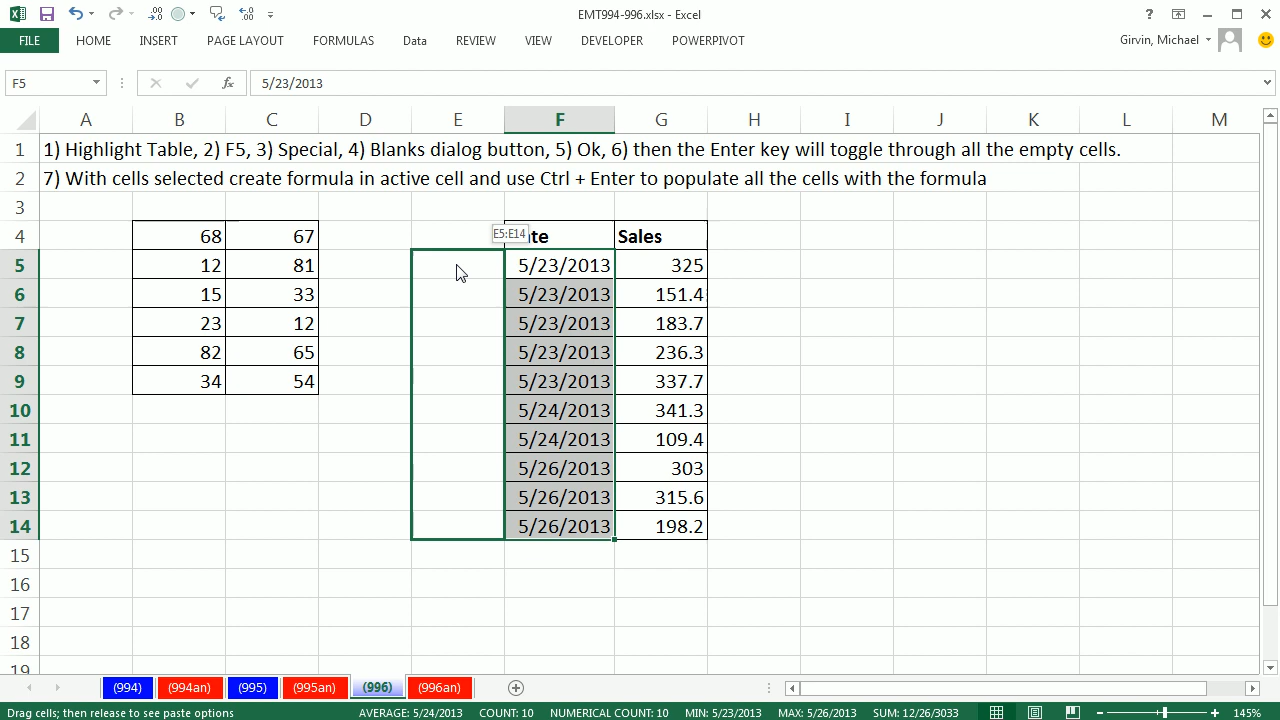 EMT994-996.xlsx - Excel
FILE HOME INSERT PAGE LAYOUT FORMULAS Data REVIEW VIEW DEVELOPER POWERPIVOT Girvin, Michael
F5 fx 5/23/2013
A B C D E F G H I J K L M
1 1) Highlight Table, 2) F5, 3) Special, 4) Blanks dialog button, 5) Ok, 6) then the Enter key will toggle through all the empty cells.
2 7) With cells selected create formula in active cell and use Ctrl + Enter to populate all the cells with the formula
3
4 68 67 E5:E14 te Sales
5 12 81 5/23/2013 325
6 15 33 5/23/2013 151.4
7 23 12 5/23/2013 183.7
8 82 65 5/23/2013 236.3
9 34 54 5/23/2013 337.7
10 5/24/2013 341.3
11 5/24/2013 109.4
12 5/26/2013 303
13 5/26/2013 315.6
14 5/26/2013 198.2
15
16
17
18
19
(994) (994an) (995) (995an) (996) (996an)
Drag cells; then release to see paste options AVERAGE: 5/24/2013 COUNT: 10 NUMERICAL COUNT: 10 MIN: 5/23/2013 MAX: 5/26/2013 SUM: 12/26/3033 145%